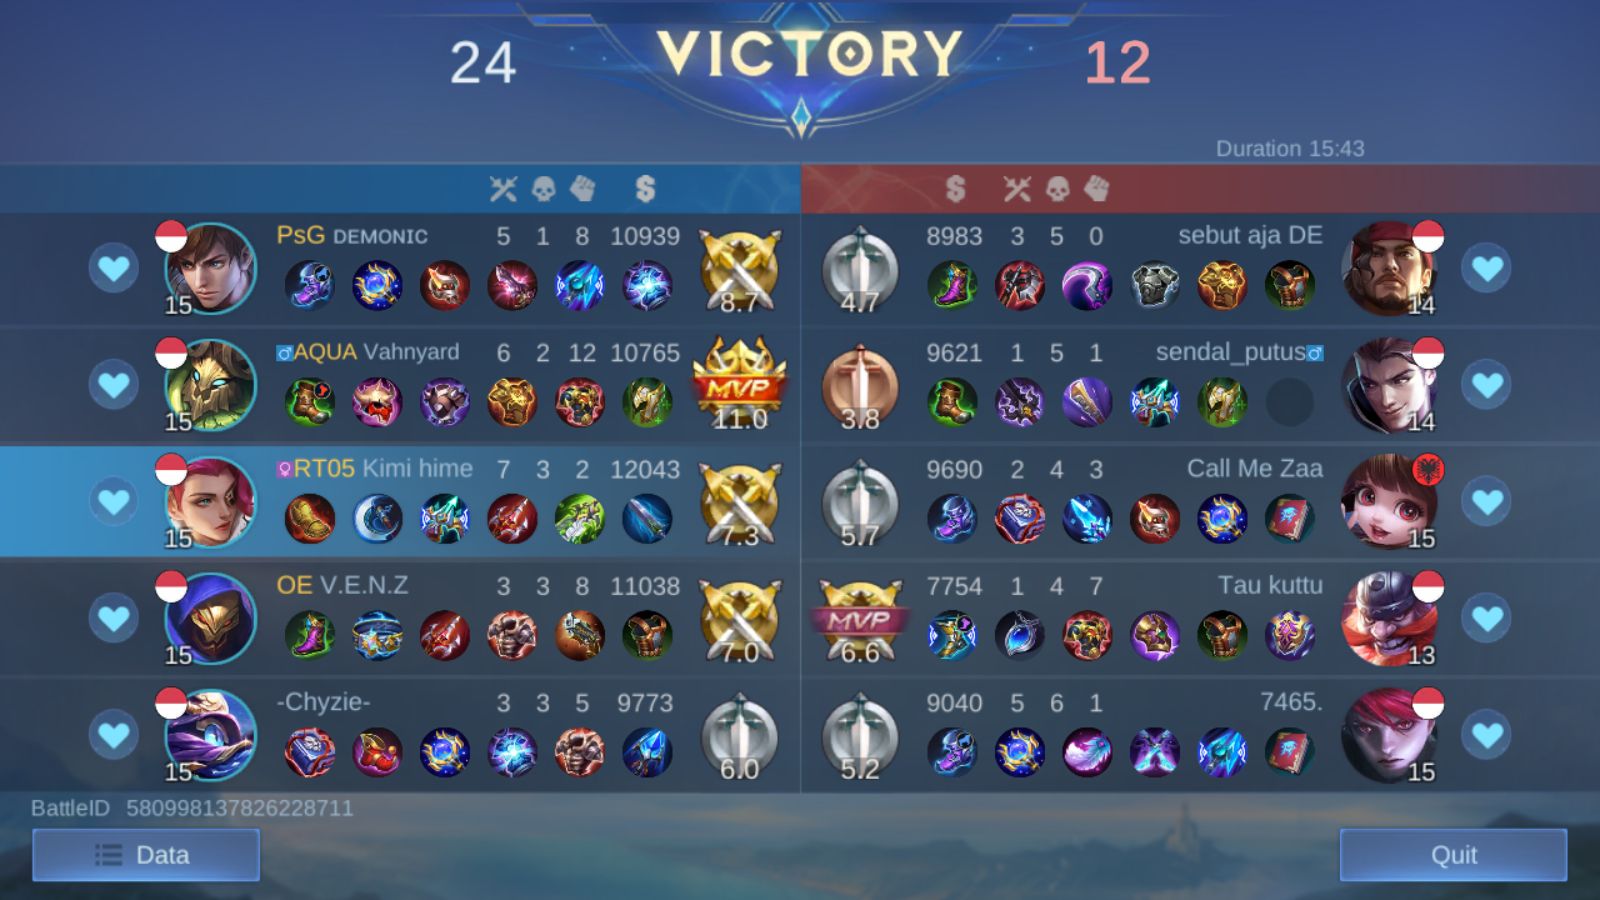 24 VICTORY 12
Duration 15:43
PsG DEMONIC 5 1 8 10939 8.7 15
4.7 8983 3 5 0 sebut aja DE 14
AQUA Vahnyard 6 2 12 10765 MVP 11.0 15
3.8 9621 1 5 1 sendal_putus 14
RT05 Kimi hime 7 3 2 12043 7.3 15
5.7 9690 2 4 3 Call Me Zaa 15
OE V.E.N.Z 3 3 8 11038 7.0 15
MVP 6.6 7754 1 4 7 Tau kuttu 13
-Chyzie- 3 3 5 9773 6.0 15
5.2 9040 5 6 1 7465. 15
BattleID 580998137826228711
Data Quit